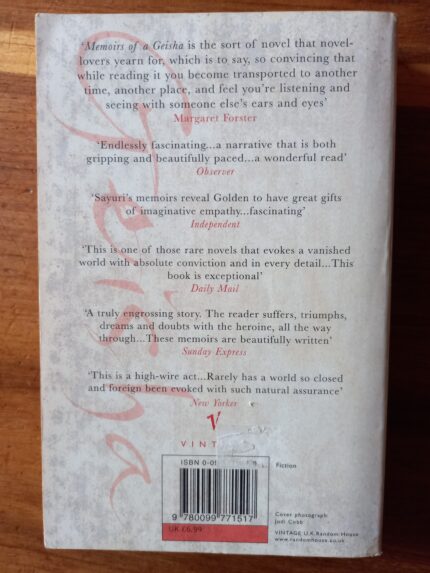 Geisha
'Memoirs of a Geisha is the sort of novel that novel-
lovers yearn for, which is to say, so convincing that
while reading it you become transported to another
time, another place, and feel you're listening and
seeing with someone else's ears and eyes'
Margaret Forster
'Endlessly fascinating...a narrative that is both
gripping and beautifully paced...a wonderful read'
Observer
'Sayuri's memoirs reveal Golden to have great gifts
of imaginative empathy...fascinating'
Independent
'This is one of those rare novels that evokes a vanished
world with absolute conviction and in every detail...This
book is exceptional'
Daily Mail
'A truly engrossing story. The reader suffers, triumphs,
dreams and doubts with the heroine, all the way
through...These memoirs are beautifully written'
Sunday Express
'This is a high-wire act...Rarely has a world so closed
and foreign been evoked with such natural assurance'
New Yorker
V
VINT
ISBN 0-0
Fiction
9 780099 771517
UK £6.99
Cover photograph:
Jodi Cobb
VINTAGE U.K. Random House
www.randomhouse.co.uk